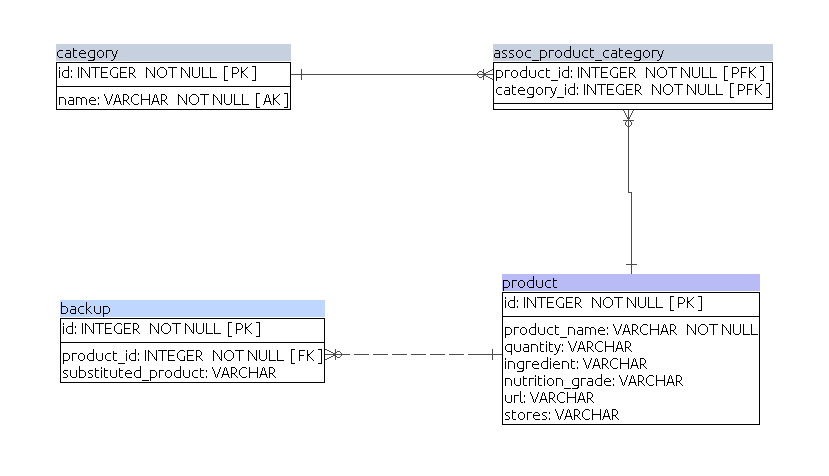 category
id: INTEGER NOT NULL [ PK ]
name: VARCHAR NOT NULL [ AK ]
assoc_product_category
product_id: INTEGER NOT NULL [ PFK ]
category_id: INTEGER NOT NULL [ PFK ]
backup
id: INTEGER NOT NULL [ PK ]
product_id: INTEGER NOT NULL [ FK ]
substituted_product: VARCHAR
product
id: INTEGER NOT NULL [ PK ]
product_name: VARCHAR NOT NULL
quantity: VARCHAR
ingredient: VARCHAR
nutrition_grade: VARCHAR
url: VARCHAR
stores: VARCHAR